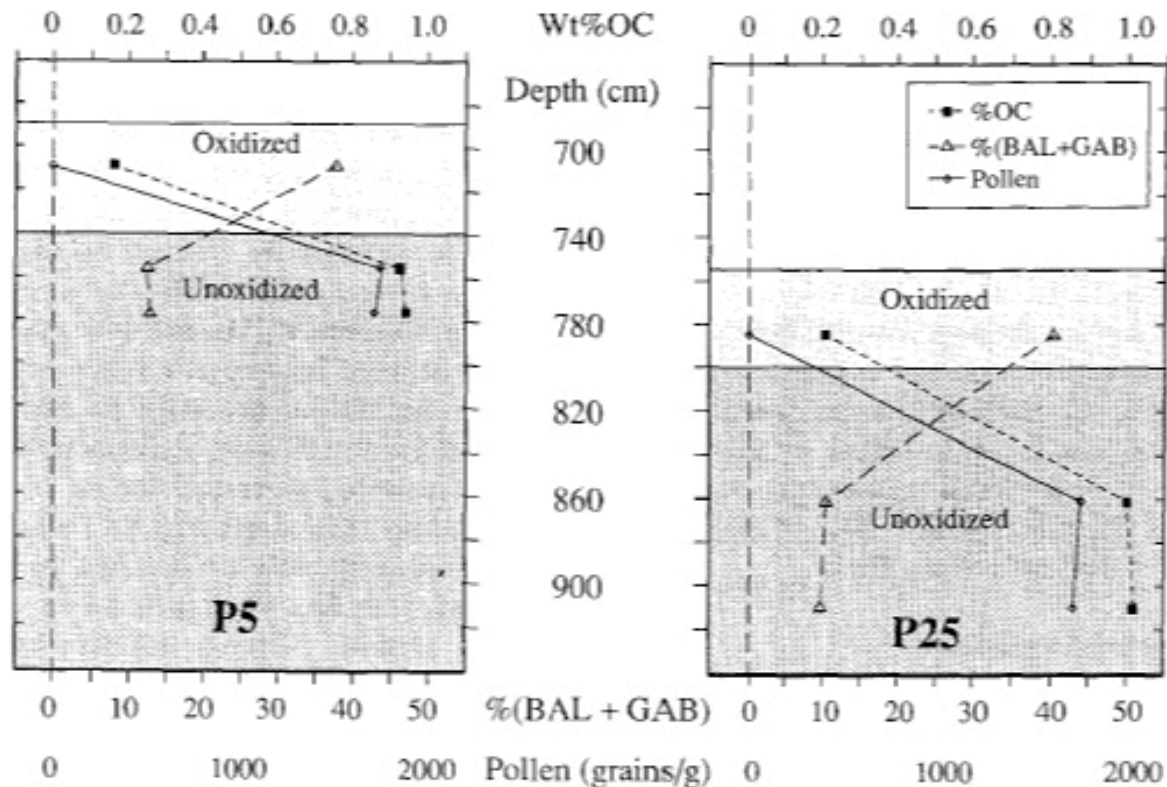 0 0.2 0.4 0.6 0.8 1.0 Wt%OC 0 0.2 0.4 0.6 0.8 1.0
Depth (cm)
%OC
%(BAL+GAB)
Pollen
Oxidized
700
740
Unoxidized
780
Oxidized
820
860
Unoxidized
900
P5
P25
0 10 20 30 40 50 %(BAL + GAB) 0 10 20 30 40 50
0 1000 2000 Pollen (grains/g) 0 1000 2000